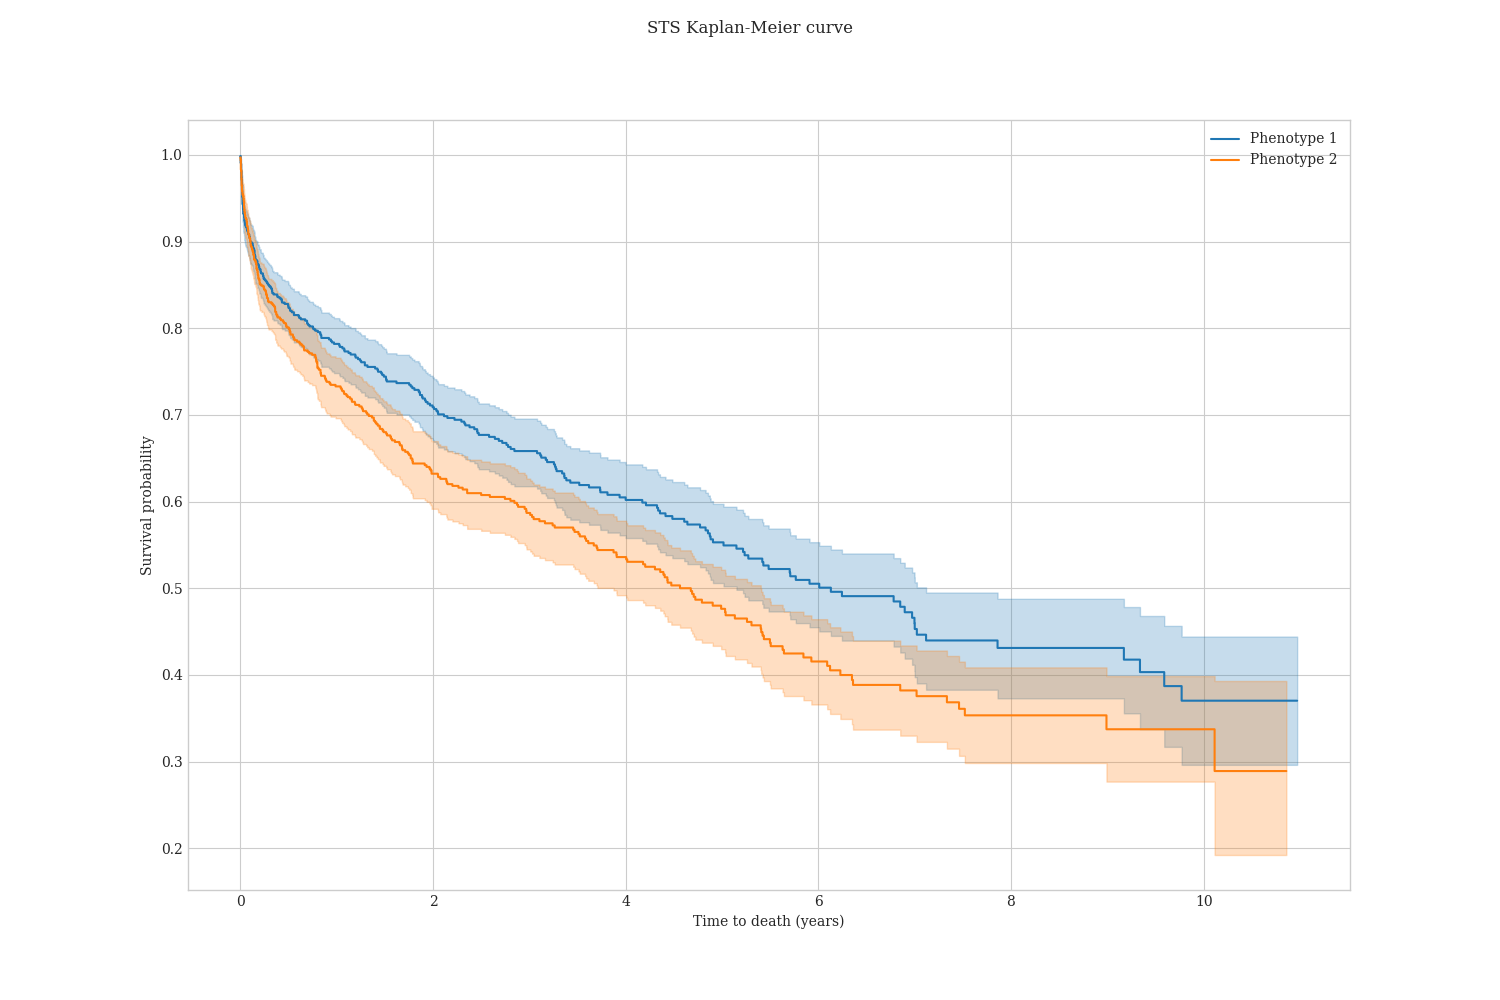 STS Kaplan-Meier curve
Phenotype 1
Phenotype 2
1.0
0.9
0.8
0.7
0.6
0.5
0.4
0.3
0.2
Survival probability
0 2 4 6 8 10
Time to death (years)